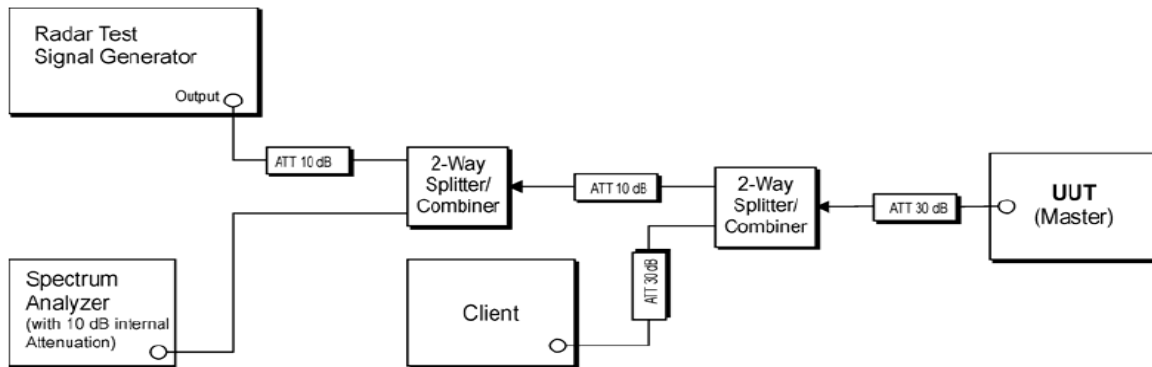 Radar Test
Signal Generator
Output
ATT 10 dB
2-Way
Splitter/
Combiner
ATT 10 dB
2-Way
Splitter/
Combiner
ATT 30 dB
UUT
(Master)
Spectrum
Analyzer
(with 10 dB internal
Attenuation)
Client
ATT 30 dB